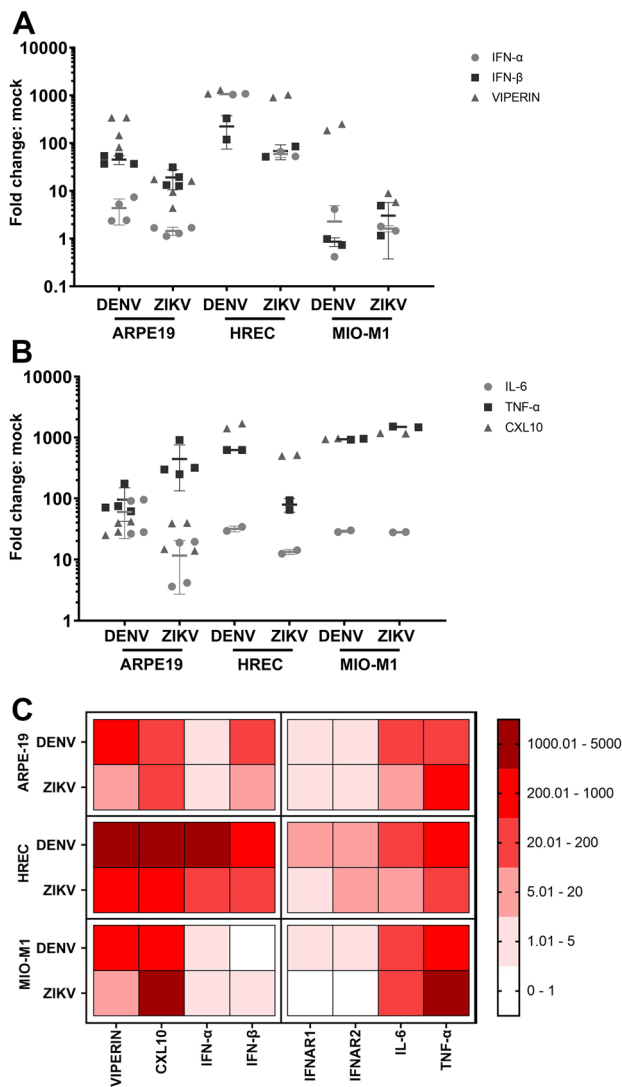 A
Fold change: mock
10000
1000
100
10
1
0.1
DENV ZIKV DENV ZIKV DENV ZIKV
ARPE19 HREC MIO-M1
IFN-α
IFN-β
VIPERIN
B
Fold change: mock
10000
1000
100
10
1
DENV ZIKV DENV ZIKV DENV ZIKV
ARPE19 HREC MIO-M1
IL-6
TNF-α
CXL10
C
ARPE-19
DENV
ZIKV
HREC
DENV
ZIKV
MIO-M1
DENV
ZIKV
VIPERIN
CXL10
IFN-α
IFN-β
IFNAR1
IFNAR2
IL-6
TNF-α
1000.01 - 5000
200.01 - 1000
20.01 - 200
5.01 - 20
1.01 - 5
0 - 1